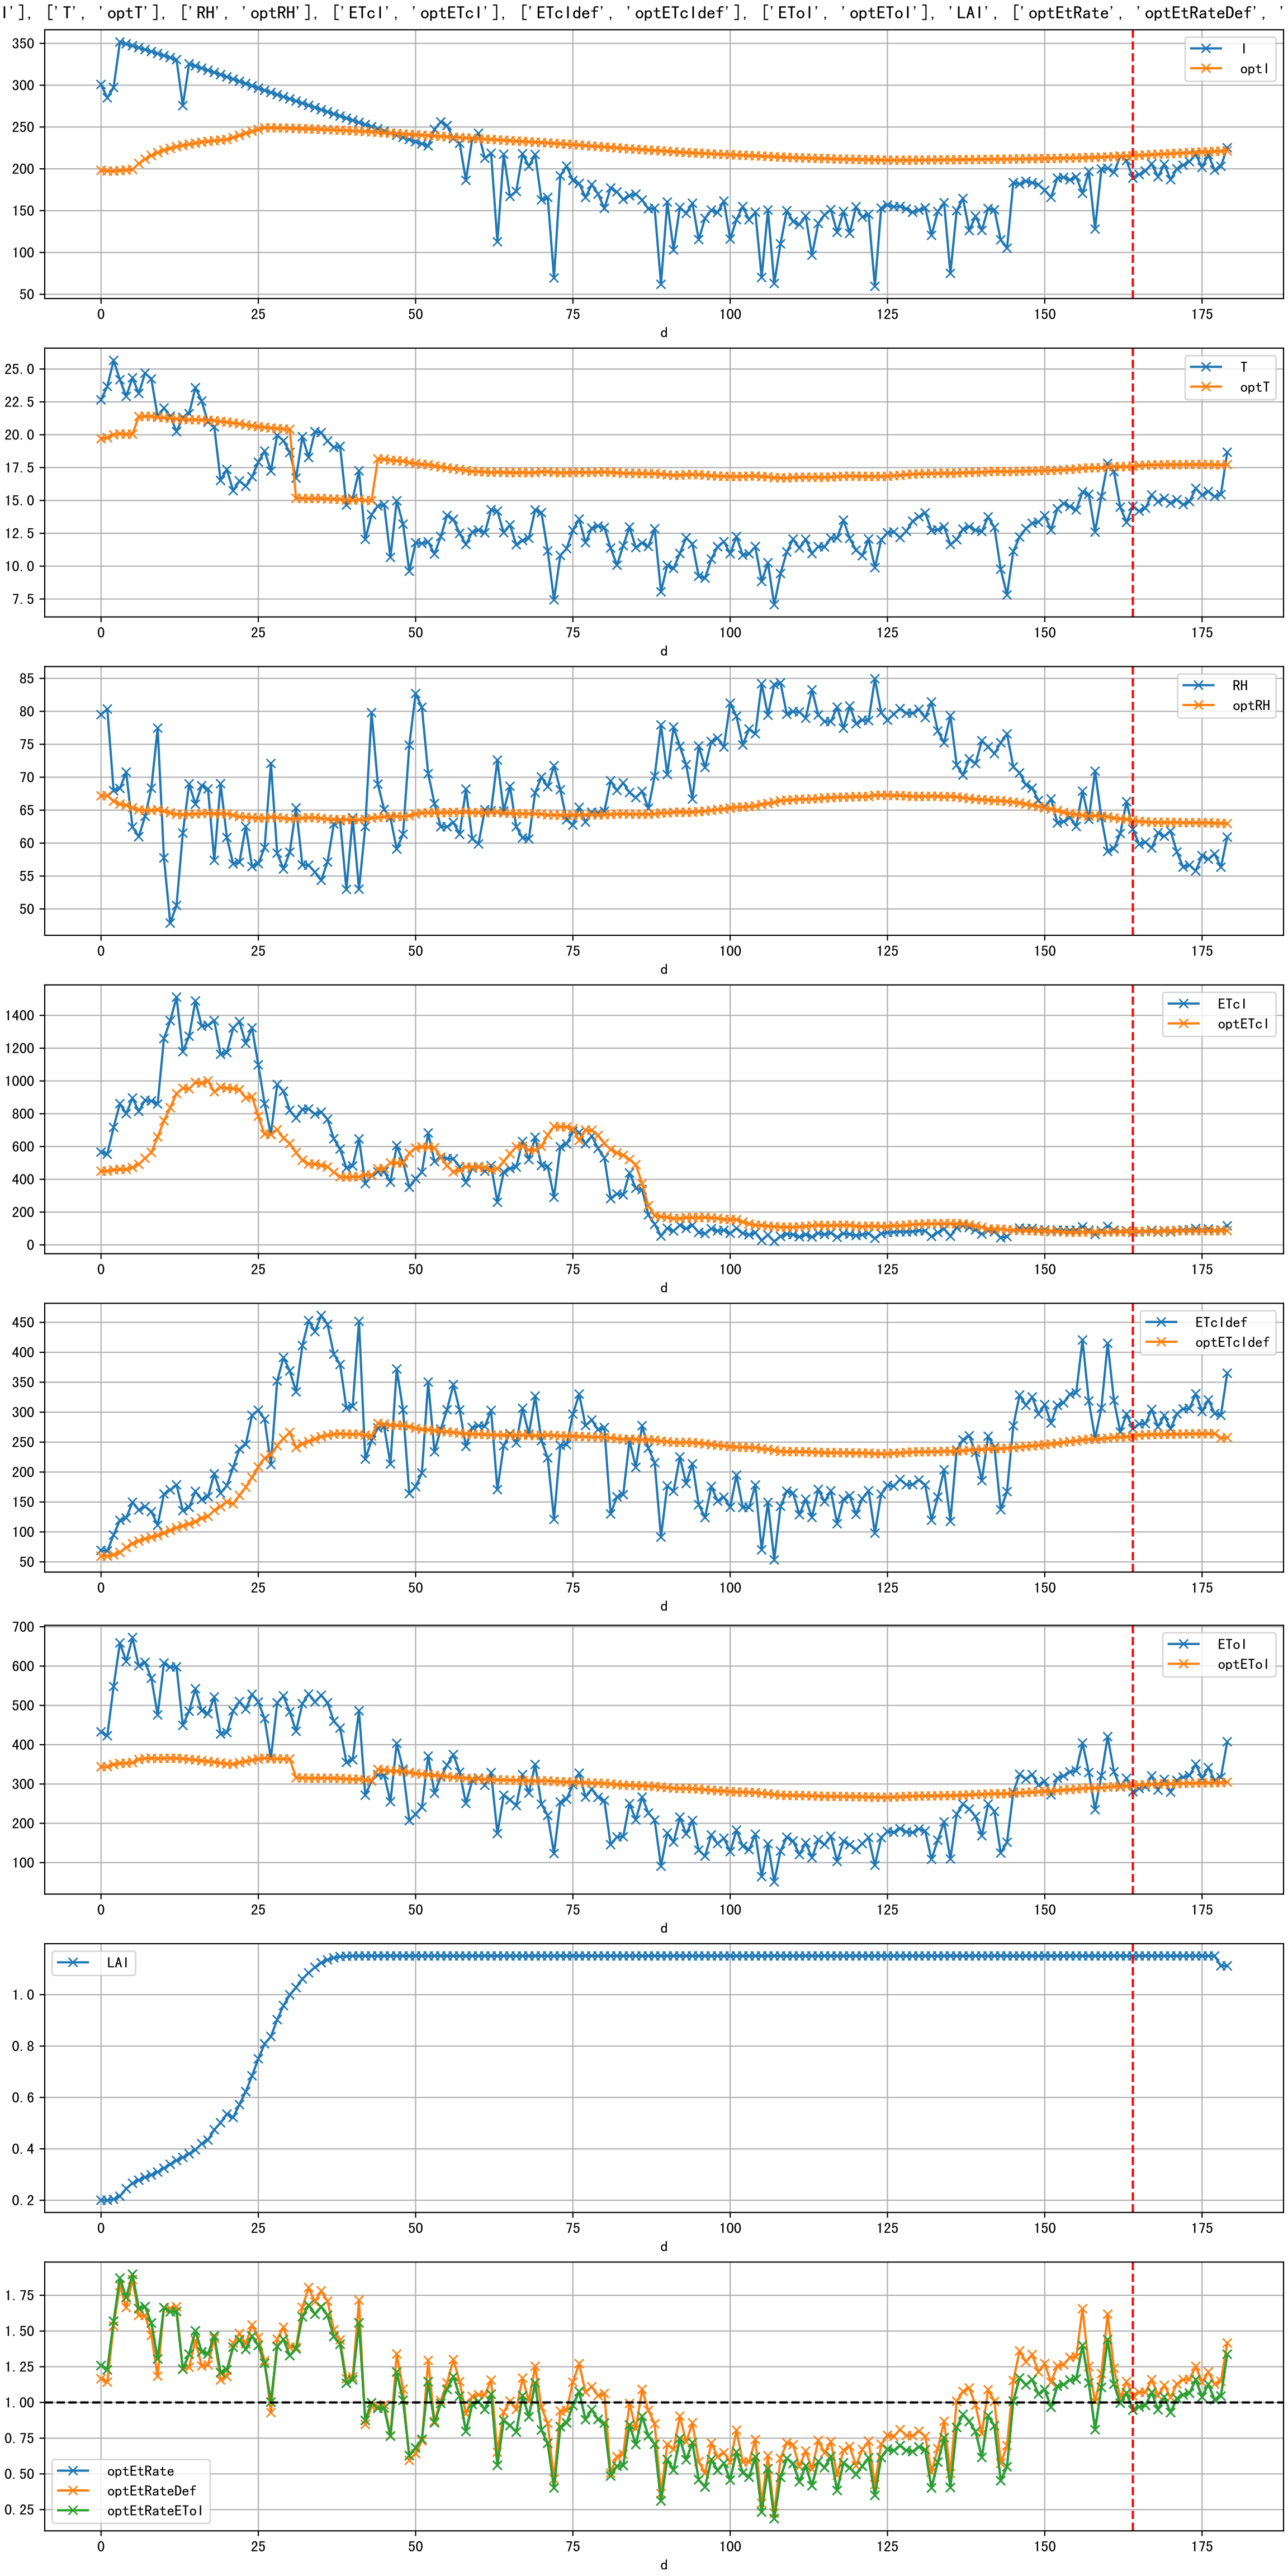 I'], ['T', 'optT'], ['RH', 'optRH'], ['ETcI', 'optETcI'], ['ETcIdef', 'optETcIdef'], ['EToI', 'optEToI'], 'LAI', ['optEtRate', 'optEtRateDef', '
350
300
250
200
150
100
50
I
optI
0 25 50 75 100 125 150 175
d
25.0
22.5
20.0
17.5
15.0
12.5
10.0
7.5
T
optT
0 25 50 75 100 125 150 175
d
85
80
75
70
65
60
55
50
RH
optRH
0 25 50 75 100 125 150 175
d
1400
1200
1000
800
600
400
200
0
ETcI
optETcI
0 25 50 75 100 125 150 175
d
450
400
350
300
250
200
150
100
50
ETcIdef
optETcIdef
0 25 50 75 100 125 150 175
d
700
600
500
400
300
200
100
EToI
optEToI
0 25 50 75 100 125 150 175
d
1.0
0.8
0.6
0.4
0.2
LAI
0 25 50 75 100 125 150 175
d
1.75
1.50
1.25
1.00
0.75
0.50
0.25
optEtRate
optEtRateDef
optEtRateEToI
0 25 50 75 100 125 150 175
d